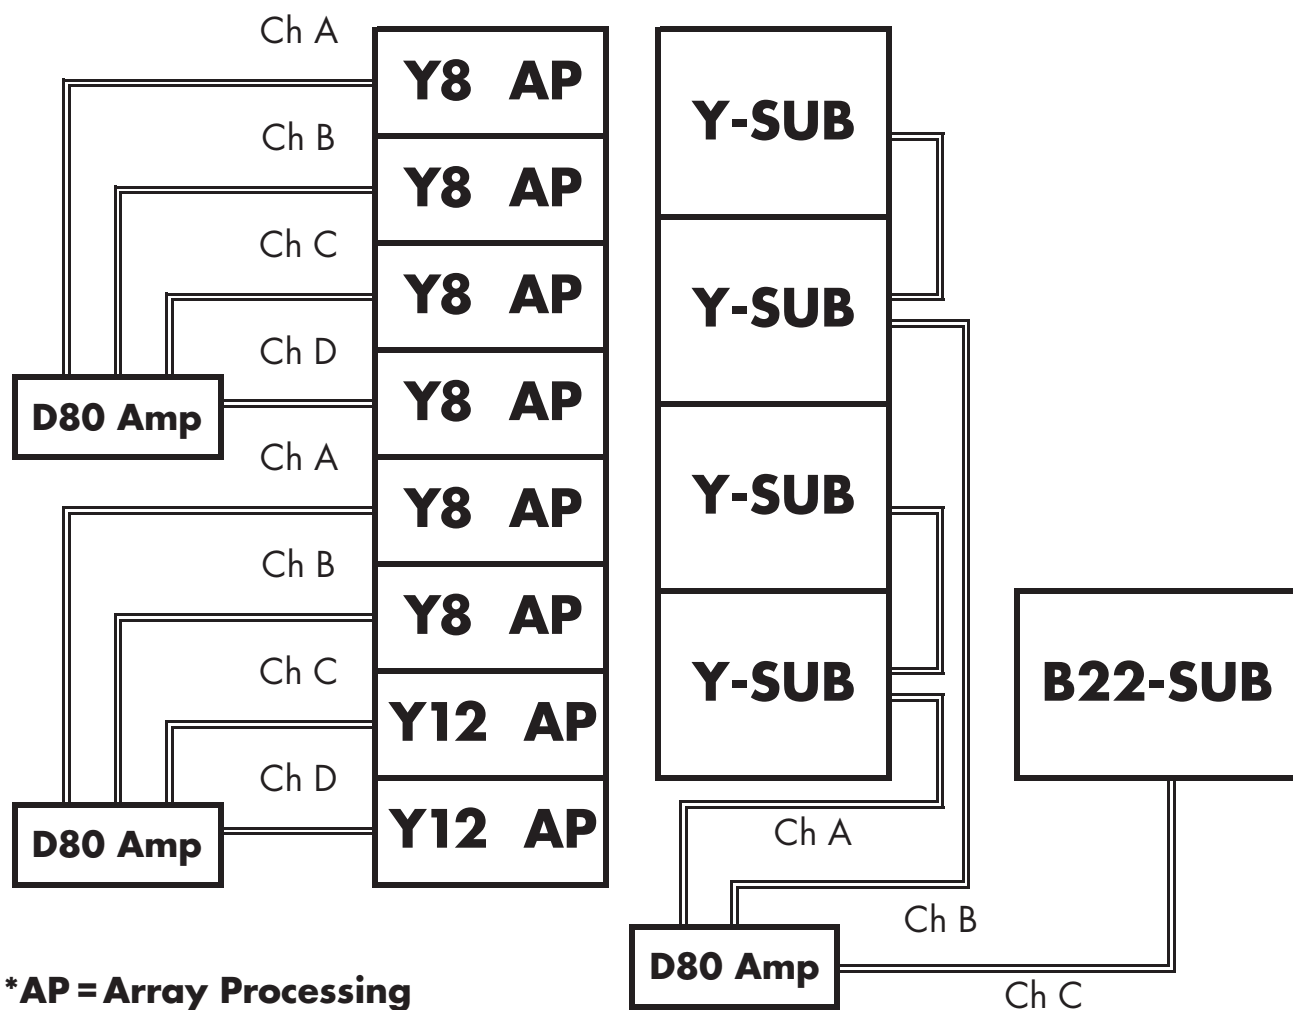 Ch A
Y8 AP
Ch B
Y8 AP
Ch C
Y8 AP
Ch D
Y8 AP
D80 Amp
Ch A
Y8 AP
Ch B
Y8 AP
Ch C
Y12 AP
Ch D
Y12 AP
D80 Amp
*AP = Array Processing
Y-SUB
Y-SUB
Y-SUB
Y-SUB
B22-SUB
Ch A
Ch B
D80 Amp
Ch C